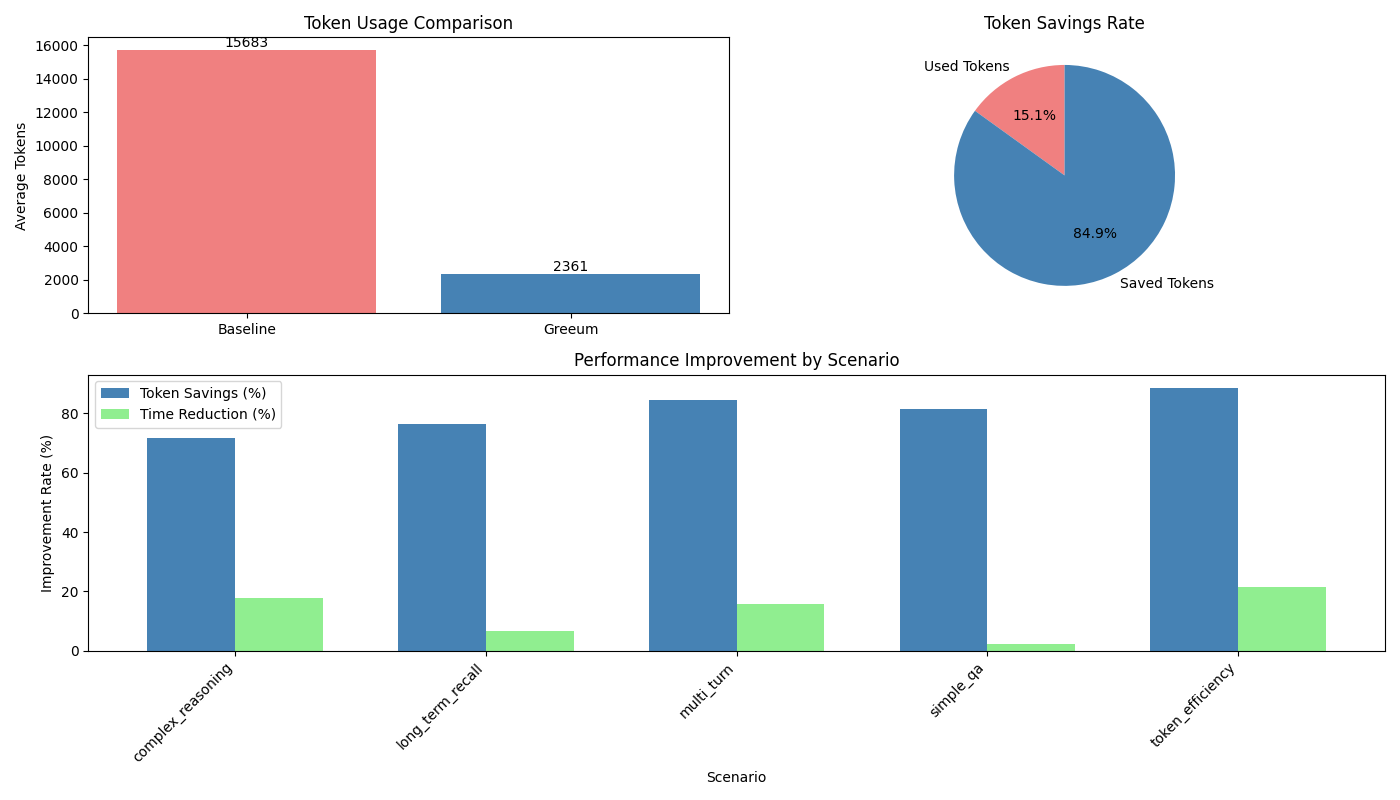 Token Usage Comparison
Average Tokens
16000
14000
12000
10000
8000
6000
4000
2000
0
15683
2361
Baseline
Greeum
Token Savings Rate
Used Tokens
15.1%
84.9%
Saved Tokens
Performance Improvement by Scenario
Improvement Rate (%)
80
60
40
20
0
Token Savings (%)
Time Reduction (%)
complex_reasoning
long_term_recall
multi_turn
simple_qa
token_efficiency
Scenario